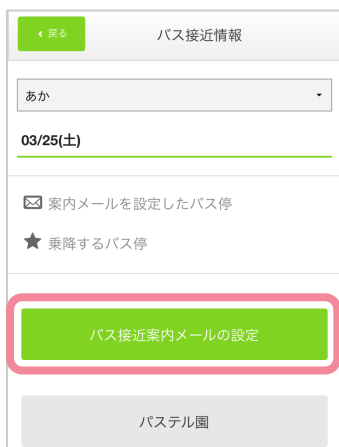 戻る
バス接近情報
あか
03/25(土)
案内メールを設定したバス停
乗降するバス停
バス接近案内メールの設定
パステル園